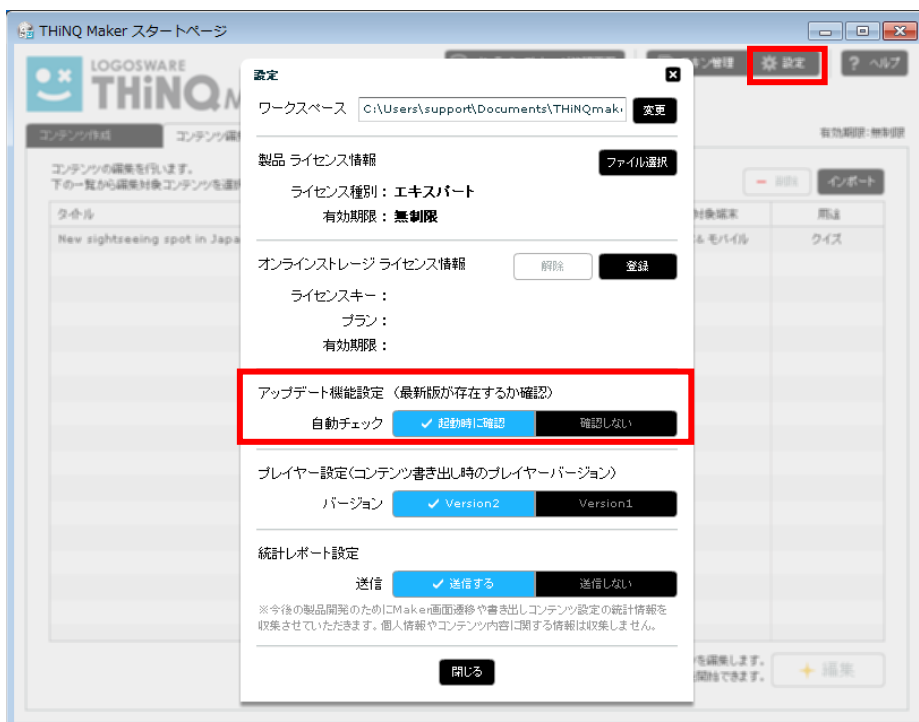 THiNQ Maker スタートページ
LOGOSWARE
THiNQ
設定
ヘルプ
コンテンツ作成
有効期限:無制限
コンテンツの編集を行います。
削除
インポート
タイトル
対象端末
用途
New sightseeing spot in Japa
& モバイル
クイズ
を編集します。
開始できます。
編集
設定
ワークスペース
C:\Users\support\Documents\THiNQmak
変更
製品 ライセンス情報
ファイル選択
ライセンス種別：エキスパート
有効期限：無制限
オンラインストレージ ライセンス情報
解除
登録
ライセンスキー：
プラン：
有効期限：
アップデート機能設定 （最新版が存在するか確認）
自動チェック
起動時に確認
確認しない
プレイヤー設定(コンテンツ書き出し時のプレイヤーバージョン)
バージョン
Version2
Version1
統計レポート設定
送信
送信する
送信しない
※今後の製品開発のためにMaker画面遷移や書き出しコンテンツ設定の統計情報を
収集させていただきます。個人情報やコンテンツ内容に関する情報は収集しません。
閉じる